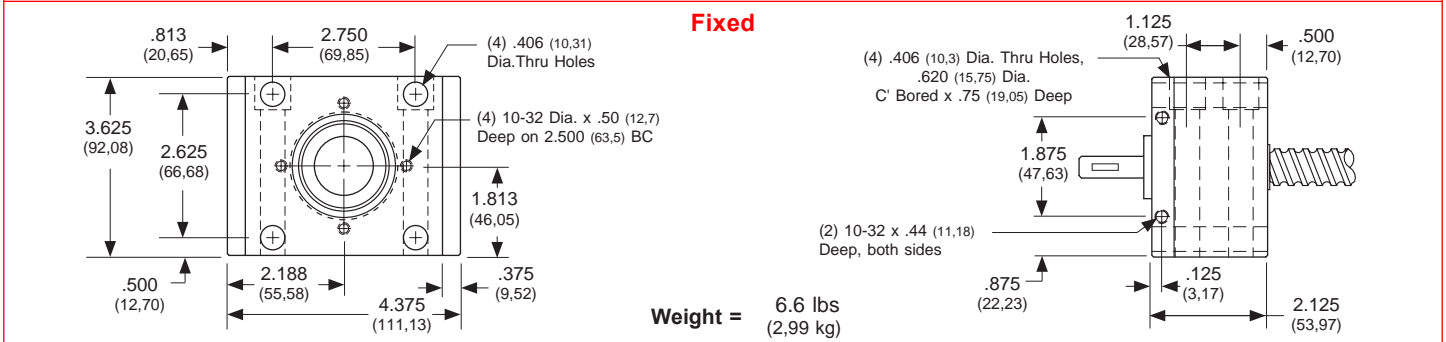 Fixed
.813
(20,65)
2.750
(69,85)
(4) .406 (10,31)
Dia.Thru Holes
3.625
(92,08)
2.625
(66,68)
(4) 10-32 Dia. x .50 (12,7)
Deep on 2.500 (63,5) BC
1.813
(46,05)
.500
(12,70)
2.188
(55,58)
4.375
(111,13)
.375
(9,52)
Weight = 6.6 lbs
(2,99 kg)
1.125
(28,57)
.500
(12,70)
(4) .406 (10,3) Dia. Thru Holes,
.620 (15,75) Dia.
C' Bored x .75 (19,05) Deep
1.875
(47,63)
(2) 10-32 x .44 (11,18)
Deep, both sides
.875
(22,23)
.125
(3,17)
2.125
(53,97)